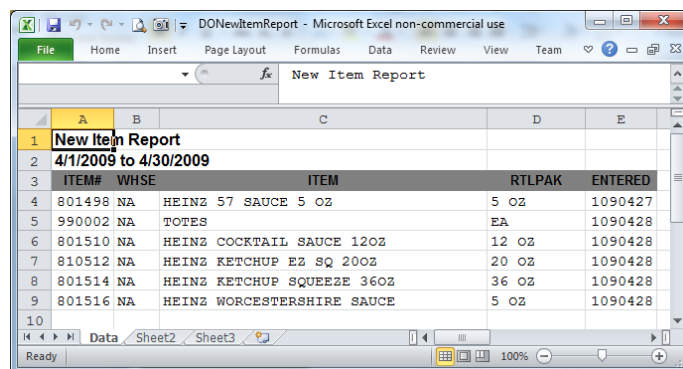 DONewItemReport - Microsoft Excel non-commercial use
File Home Insert Page Layout Formulas Data Review View Team
fx New Item Report
A B C D E
1 New Item Report
2 4/1/2009 to 4/30/2009
3 ITEM# WHSE ITEM RTLPAK ENTERED
4 801498 NA HEINZ 57 SAUCE 5 OZ 5 OZ 1090427
5 990002 NA TOTES EA 1090428
6 801510 NA HEINZ COCKTAIL SAUCE 12OZ 12 OZ 1090428
7 810512 NA HEINZ KETCHUP EZ SQ 20OZ 20 OZ 1090428
8 801514 NA HEINZ KETCHUP SQUEEZE 36OZ 36 OZ 1090428
9 801516 NA HEINZ WORCESTERSHIRE SAUCE 5 OZ 1090428
10
Data Sheet2 Sheet3
Ready 100%